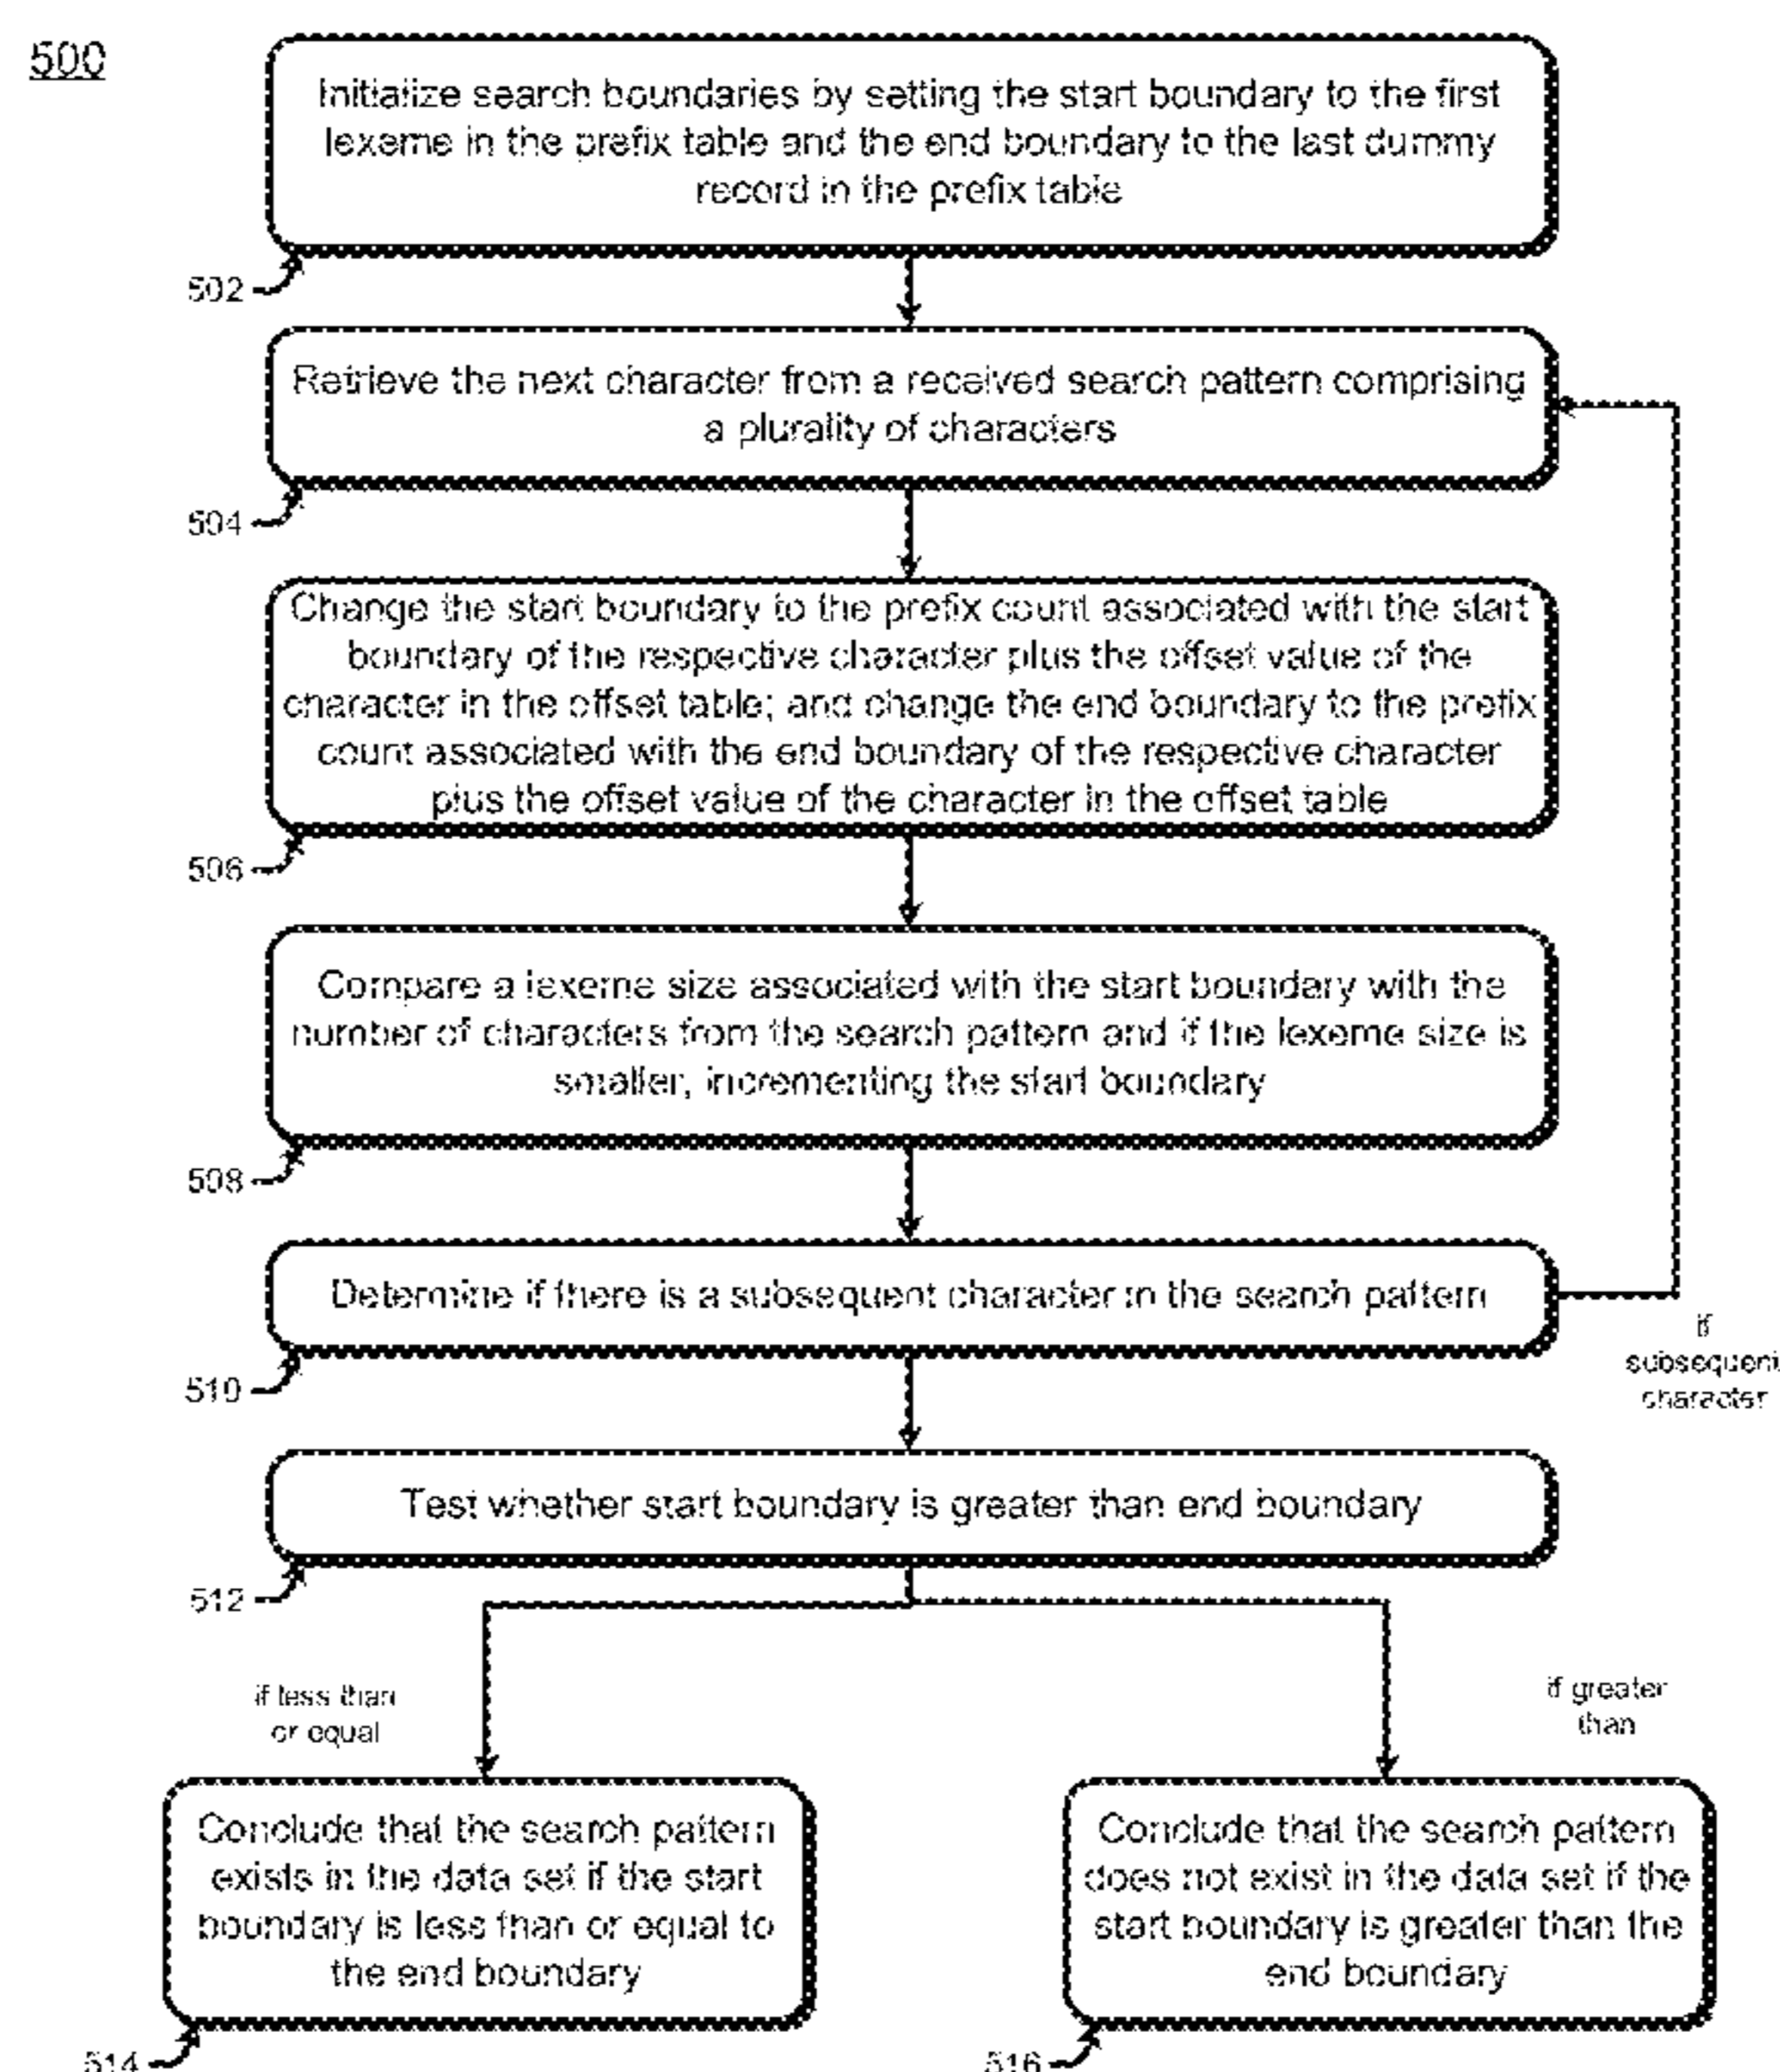 500
Initialize search boundaries by setting the start boundary to the first
lexeme in the prefix table and the end boundary to the last dummy
record in the prefix table
502
Retrieve the next character from a received search pattern comprising
a plurality of characters
504
Change the start boundary to the prefix count associated with the start
boundary of the respective character plus the offset value of the
character in the offset table; and change the end boundary to the prefix
count associated with the end boundary of the respective character
plus the offset value of the character in the offset table
506
Compare a lexeme size associated with the start boundary with the
number of characters from the search pattern and if the lexeme size is
smaller, incrementing the start boundary
508
Determine if there is a subsequent character in the search pattern
if
subsequent
character
510
Test whether start boundary is greater than end boundary
512
if less than
or equal
if greater
than
Conclude that the search pattern
exists in the data set if the start
boundary is less than or equal to
the end boundary
514
Conclude that the search pattern
does not exist in the data set if the
start boundary is greater than the
end boundary
516